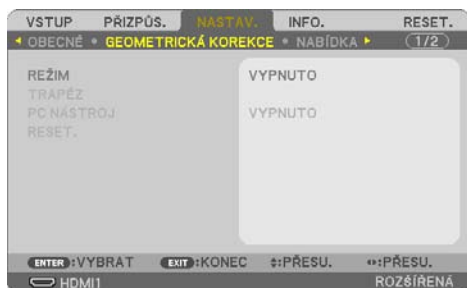 VSTUP PŘIZPŮS. NASTAV. INFO. RESET.
OBECNÉ • GEOMETRICKÁ KOREKCE • NABÍDKA (1/2)
REŽIM VYPNUTO
TRAPÉZ
PC NÁSTROJ VYPNUTO
RESET.
ENTER :VYBRAT EXIT :KONEC :PŘESU. :PŘESU.
HDMI1 ROZŠÍŘENÁ